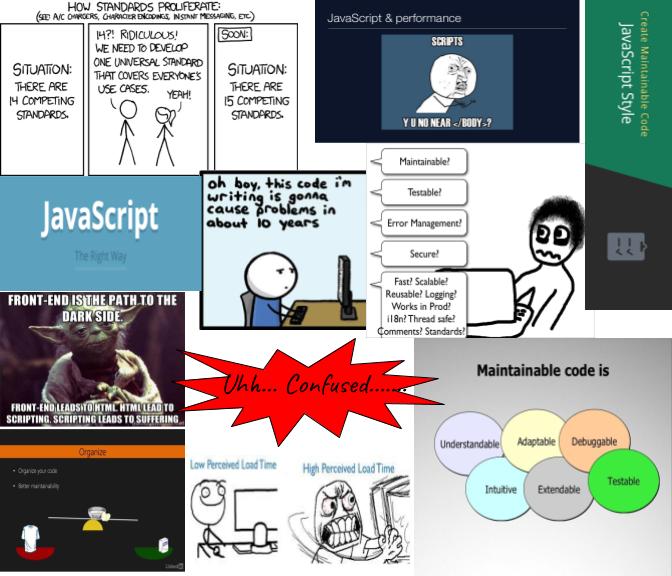 HOW STANDARDS PROLIFERATE:
(SEE: A/C CHARGERS, CHARACTER ENCODINGS, INSTANT MESSAGING, ETC.)
SITUATION:
THERE ARE
14 COMPETING
STANDARDS.
14?! RIDICULOUS!
WE NEED TO DEVELOP
ONE UNIVERSAL STANDARD
THAT COVERS EVERYONE'S
USE CASES.
YEAH!
SOON:
SITUATION:
THERE ARE
15 COMPETING
STANDARDS.
JavaScript & performance
SCRIPTS
Y U NO NEAR </BODY>?
Create Maintainable Code
JavaScript Style
JavaScript
The Right Way
oh boy, this code i'm
writing is gonna
cause problems in
about 10 years
Maintainable?
Testable?
Error Management?
Secure?
Fast? Scalable?
Reusable? Logging?
Works in Prod?
i18n? Thread safe?
Comments? Standards?
FRONT-END IS THE PATH TO THE
DARK SIDE.
FRONT-END LEADS TO HTML. HTML LEAD TO
SCRIPTING. SCRIPTING LEADS TO SUFFERING
Uhh... Confused.......
Organize
• Organize your code
• Better maintainability
LinkedIn
Low Perceived Load Time
High Perceived Load Time
Maintainable code is
Understandable
Adaptable
Debuggable
Intuitive
Extendable
Testable